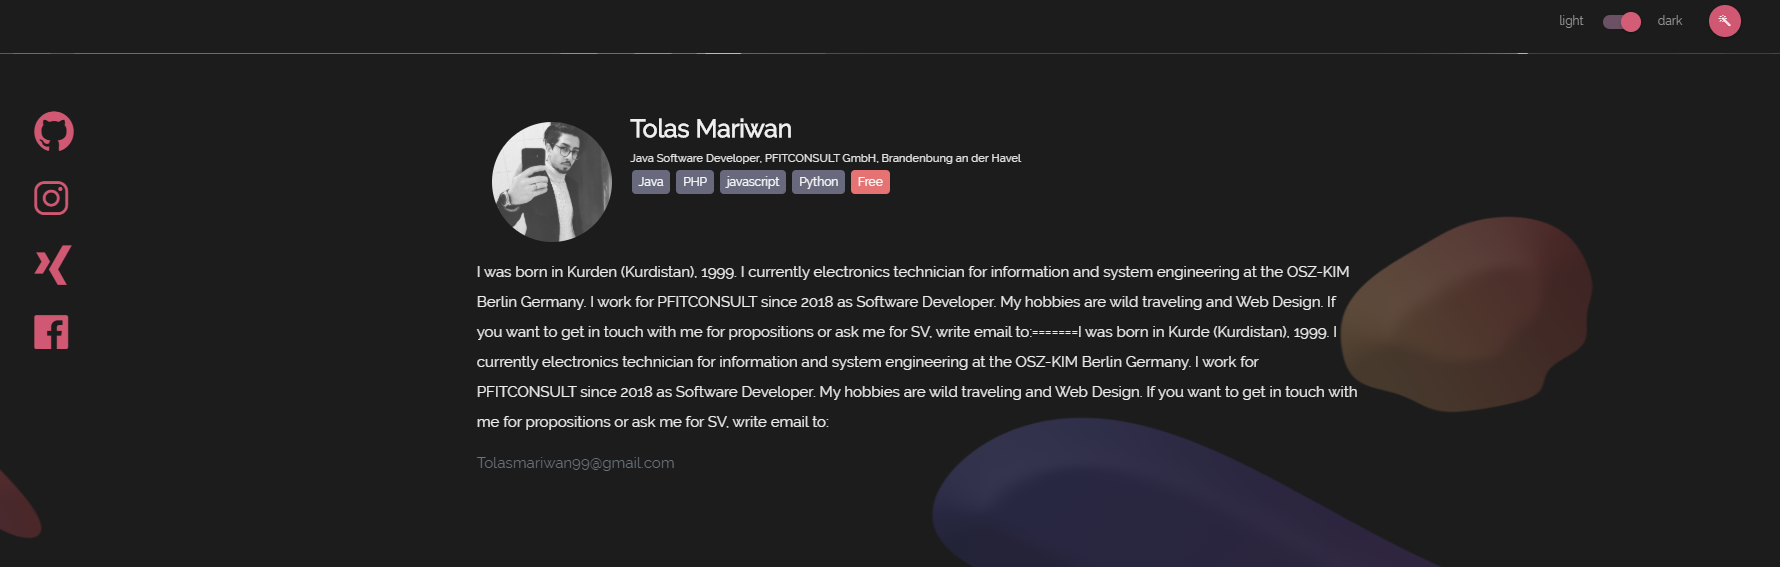 light dark
Tolas Mariwan
Java Software Developer, PFITCONSULT GmbH, Brandenbung an der Havel
Java PHP javascript Python Free
I was born in Kurden (Kurdistan), 1999. I currently electronics technician for information and system engineering at the OSZ-KIM
Berlin Germany. I work for PFITCONSULT since 2018 as Software Developer. My hobbies are wild traveling and Web Design. If
you want to get in touch with me for propositions or ask me for SV, write email to:=======I was born in Kurde (Kurdistan), 1999. I
currently electronics technician for information and system engineering at the OSZ-KIM Berlin Germany. I work for
PFITCONSULT since 2018 as Software Developer. My hobbies are wild traveling and Web Design. If you want to get in touch with
me for propositions or ask me for SV, write email to:
Tolasmariwan99@gmail.com